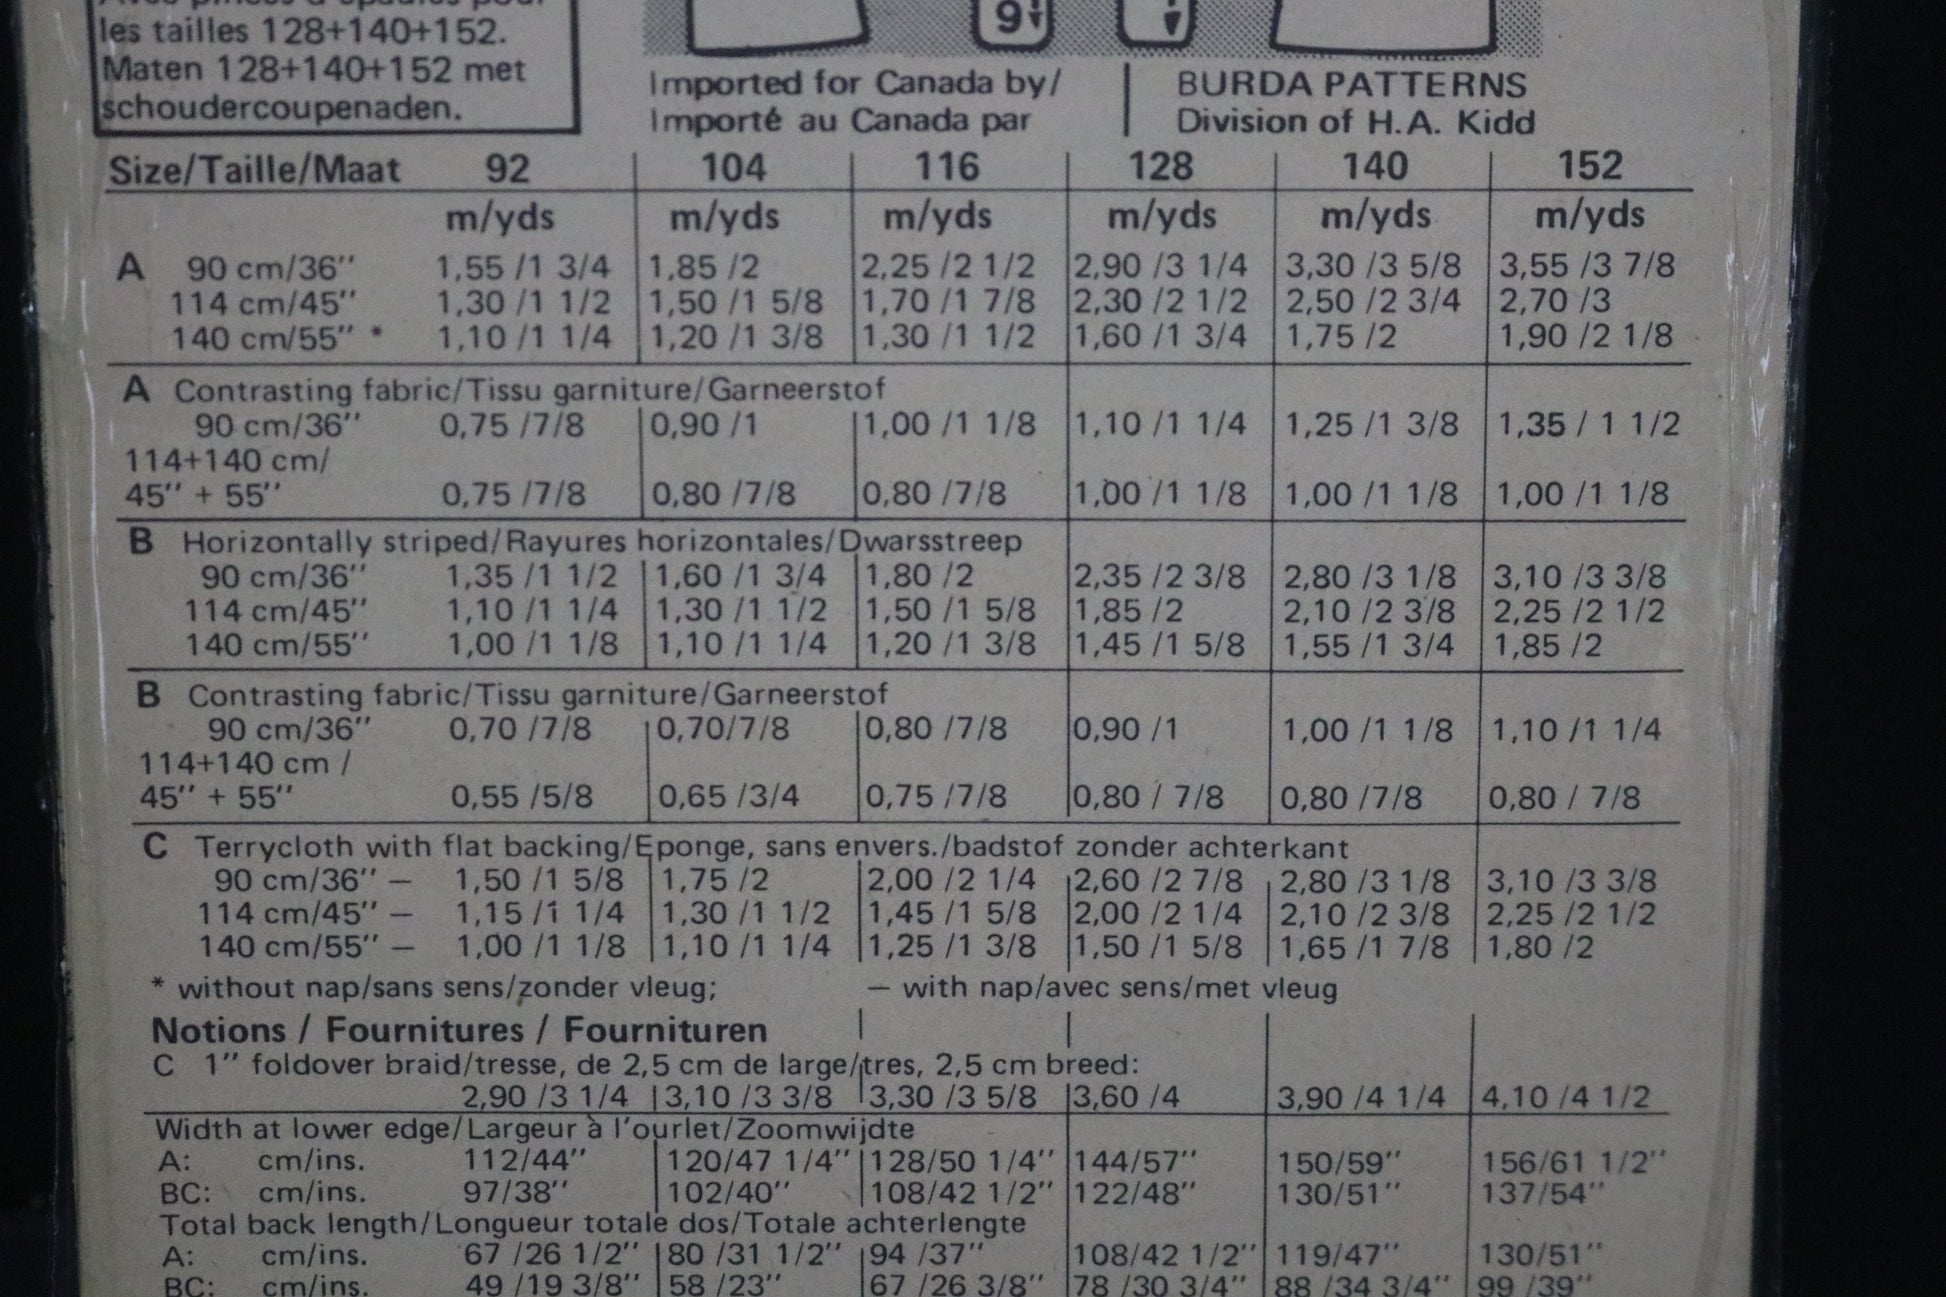 Avec pinces d'épaules pour
les tailles 128+140+152.
Maten 128+140+152 met
schoudercoupenaden.
9
Imported for Canada by/
Importé au Canada par
BURDA PATTERNS
Division of H.A. Kidd
Size/Taille/Maat 92 104 116 128 140 152
m/yds m/yds m/yds m/yds m/yds m/yds
A 90 cm/36'' 1,55 /1 3/4 1,85 /2 2,25 /2 1/2 2,90 /3 1/4 3,30 /3 5/8 3,55 /3 7/8
114 cm/45'' 1,30 /1 1/2 1,50 /1 5/8 1,70 /1 7/8 2,30 /2 1/2 2,50 /2 3/4 2,70 /3
140 cm/55'' * 1,10 /1 1/4 1,20 /1 3/8 1,30 /1 1/2 1,60 /1 3/4 1,75 /2 1,90 /2 1/8
A Contrasting fabric/Tissu garniture/Garneerstof
90 cm/36'' 0,75 /7/8 0,90 /1 1,00 /1 1/8 1,10 /1 1/4 1,25 /1 3/8 1,35 / 1 1/2
114+140 cm/
45'' + 55'' 0,75 /7/8 0,80 /7/8 0,80 /7/8 1,00 /1 1/8 1,00 /1 1/8 1,00 /1 1/8
B Horizontally striped/Rayures horizontales/Dwarsstreep
90 cm/36'' 1,35 /1 1/2 1,60 /1 3/4 1,80 /2 2,35 /2 3/8 2,80 /3 1/8 3,10 /3 3/8
114 cm/45'' 1,10 /1 1/4 1,30 /1 1/2 1,50 /1 5/8 1,85 /2 2,10 /2 3/8 2,25 /2 1/2
140 cm/55'' 1,00 /1 1/8 1,10 /1 1/4 1,20 /1 3/8 1,45 /1 5/8 1,55 /1 3/4 1,85 /2
B Contrasting fabric/Tissu garniture/Garneerstof
90 cm/36'' 0,70 /7/8 0,70/7/8 0,80 /7/8 0,90 /1 1,00 /1 1/8 1,10 /1 1/4
114+140 cm /
45'' + 55'' 0,55 /5/8 0,65 /3/4 0,75 /7/8 0,80 / 7/8 0,80 /7/8 0,80 / 7/8
C Terrycloth with flat backing/Eponge, sans envers./badstof zonder achterkant
90 cm/36'' — 1,50 /1 5/8 1,75 /2 2,00 /2 1/4 2,60 /2 7/8 2,80 /3 1/8 3,10 /3 3/8
114 cm/45'' — 1,15 /1 1/4 1,30 /1 1/2 1,45 /1 5/8 2,00 /2 1/4 2,10 /2 3/8 2,25 /2 1/2
140 cm/55'' — 1,00 /1 1/8 1,10 /1 1/4 1,25 /1 3/8 1,50 /1 5/8 1,65 /1 7/8 1,80 /2
* without nap/sans sens/zonder vleug; — with nap/avec sens/met vleug
Notions / Fournitures / Fournituren
C 1'' foldover braid/tresse, de 2,5 cm de large/tres, 2,5 cm breed:
2,90 /3 1/4 3,10 /3 3/8 3,30 /3 5/8 3,60 /4 3,90 /4 1/4 4,10 /4 1/2
Width at lower edge/Largeur à l'ourlet/Zoomwijdte
A: cm/ins. 112/44'' 120/47 1/4'' 128/50 1/4'' 144/57'' 150/59'' 156/61 1/2''
BC: cm/ins. 97/38'' 102/40'' 108/42 1/2'' 122/48'' 130/51'' 137/54''
Total back length/Longueur totale dos/Totale achterlengte
A: cm/ins. 67 /26 1/2'' 80 /31 1/2'' 94 /37'' 108/42 1/2'' 119/47'' 130/51''
BC: cm/ins. 49 /19 3/8'' 58 /23'' 67 /26 3/8'' 78 /30 3/4'' 88 /34 3/4'' 99 /39''